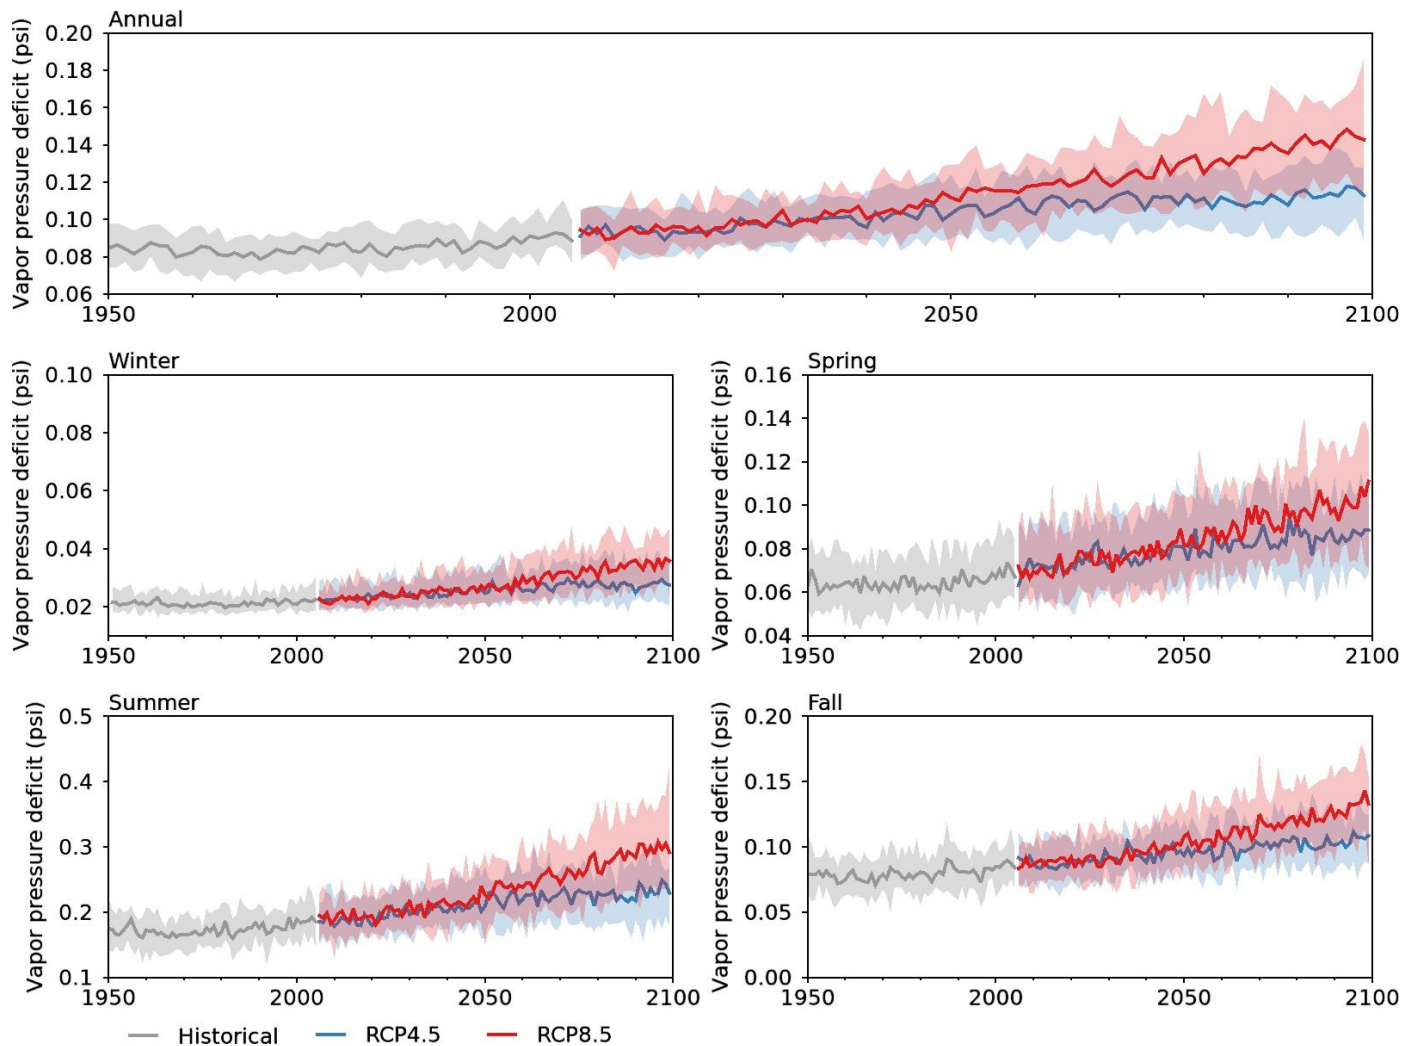 Annual
Vapor pressure deficit (psi)
0.20
0.18
0.16
0.14
0.12
0.10
0.08
0.06
1950 2000 2050 2100
Winter
Vapor pressure deficit (psi)
0.10
0.08
0.06
0.04
0.02
1950 2000 2050 2100
Spring
Vapor pressure deficit (psi)
0.16
0.14
0.12
0.10
0.08
0.06
0.04
1950 2000 2050 2100
Summer
Vapor pressure deficit (psi)
0.5
0.4
0.3
0.2
0.1
1950 2000 2050 2100
Fall
Vapor pressure deficit (psi)
0.20
0.15
0.10
0.05
0.00
1950 2000 2050 2100
Historical RCP4.5 RCP8.5